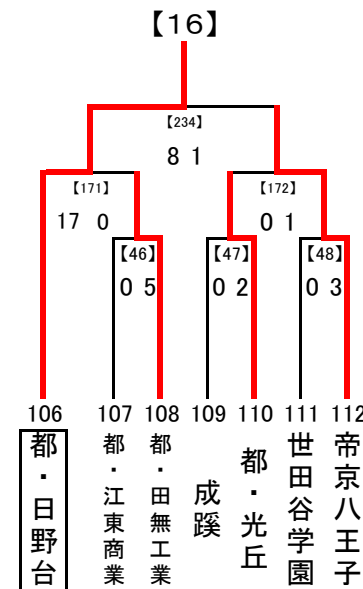 【16】
【234】
8 1
【171】 【172】
17 0 0 1
【46】 【47】 【48】
0 5 0 2 0 3
106 107 108 109 110 111 112
都・日野台
都・江東商業
都・田無工業
成蹊
都・光丘
世田谷学園
帝京八王子